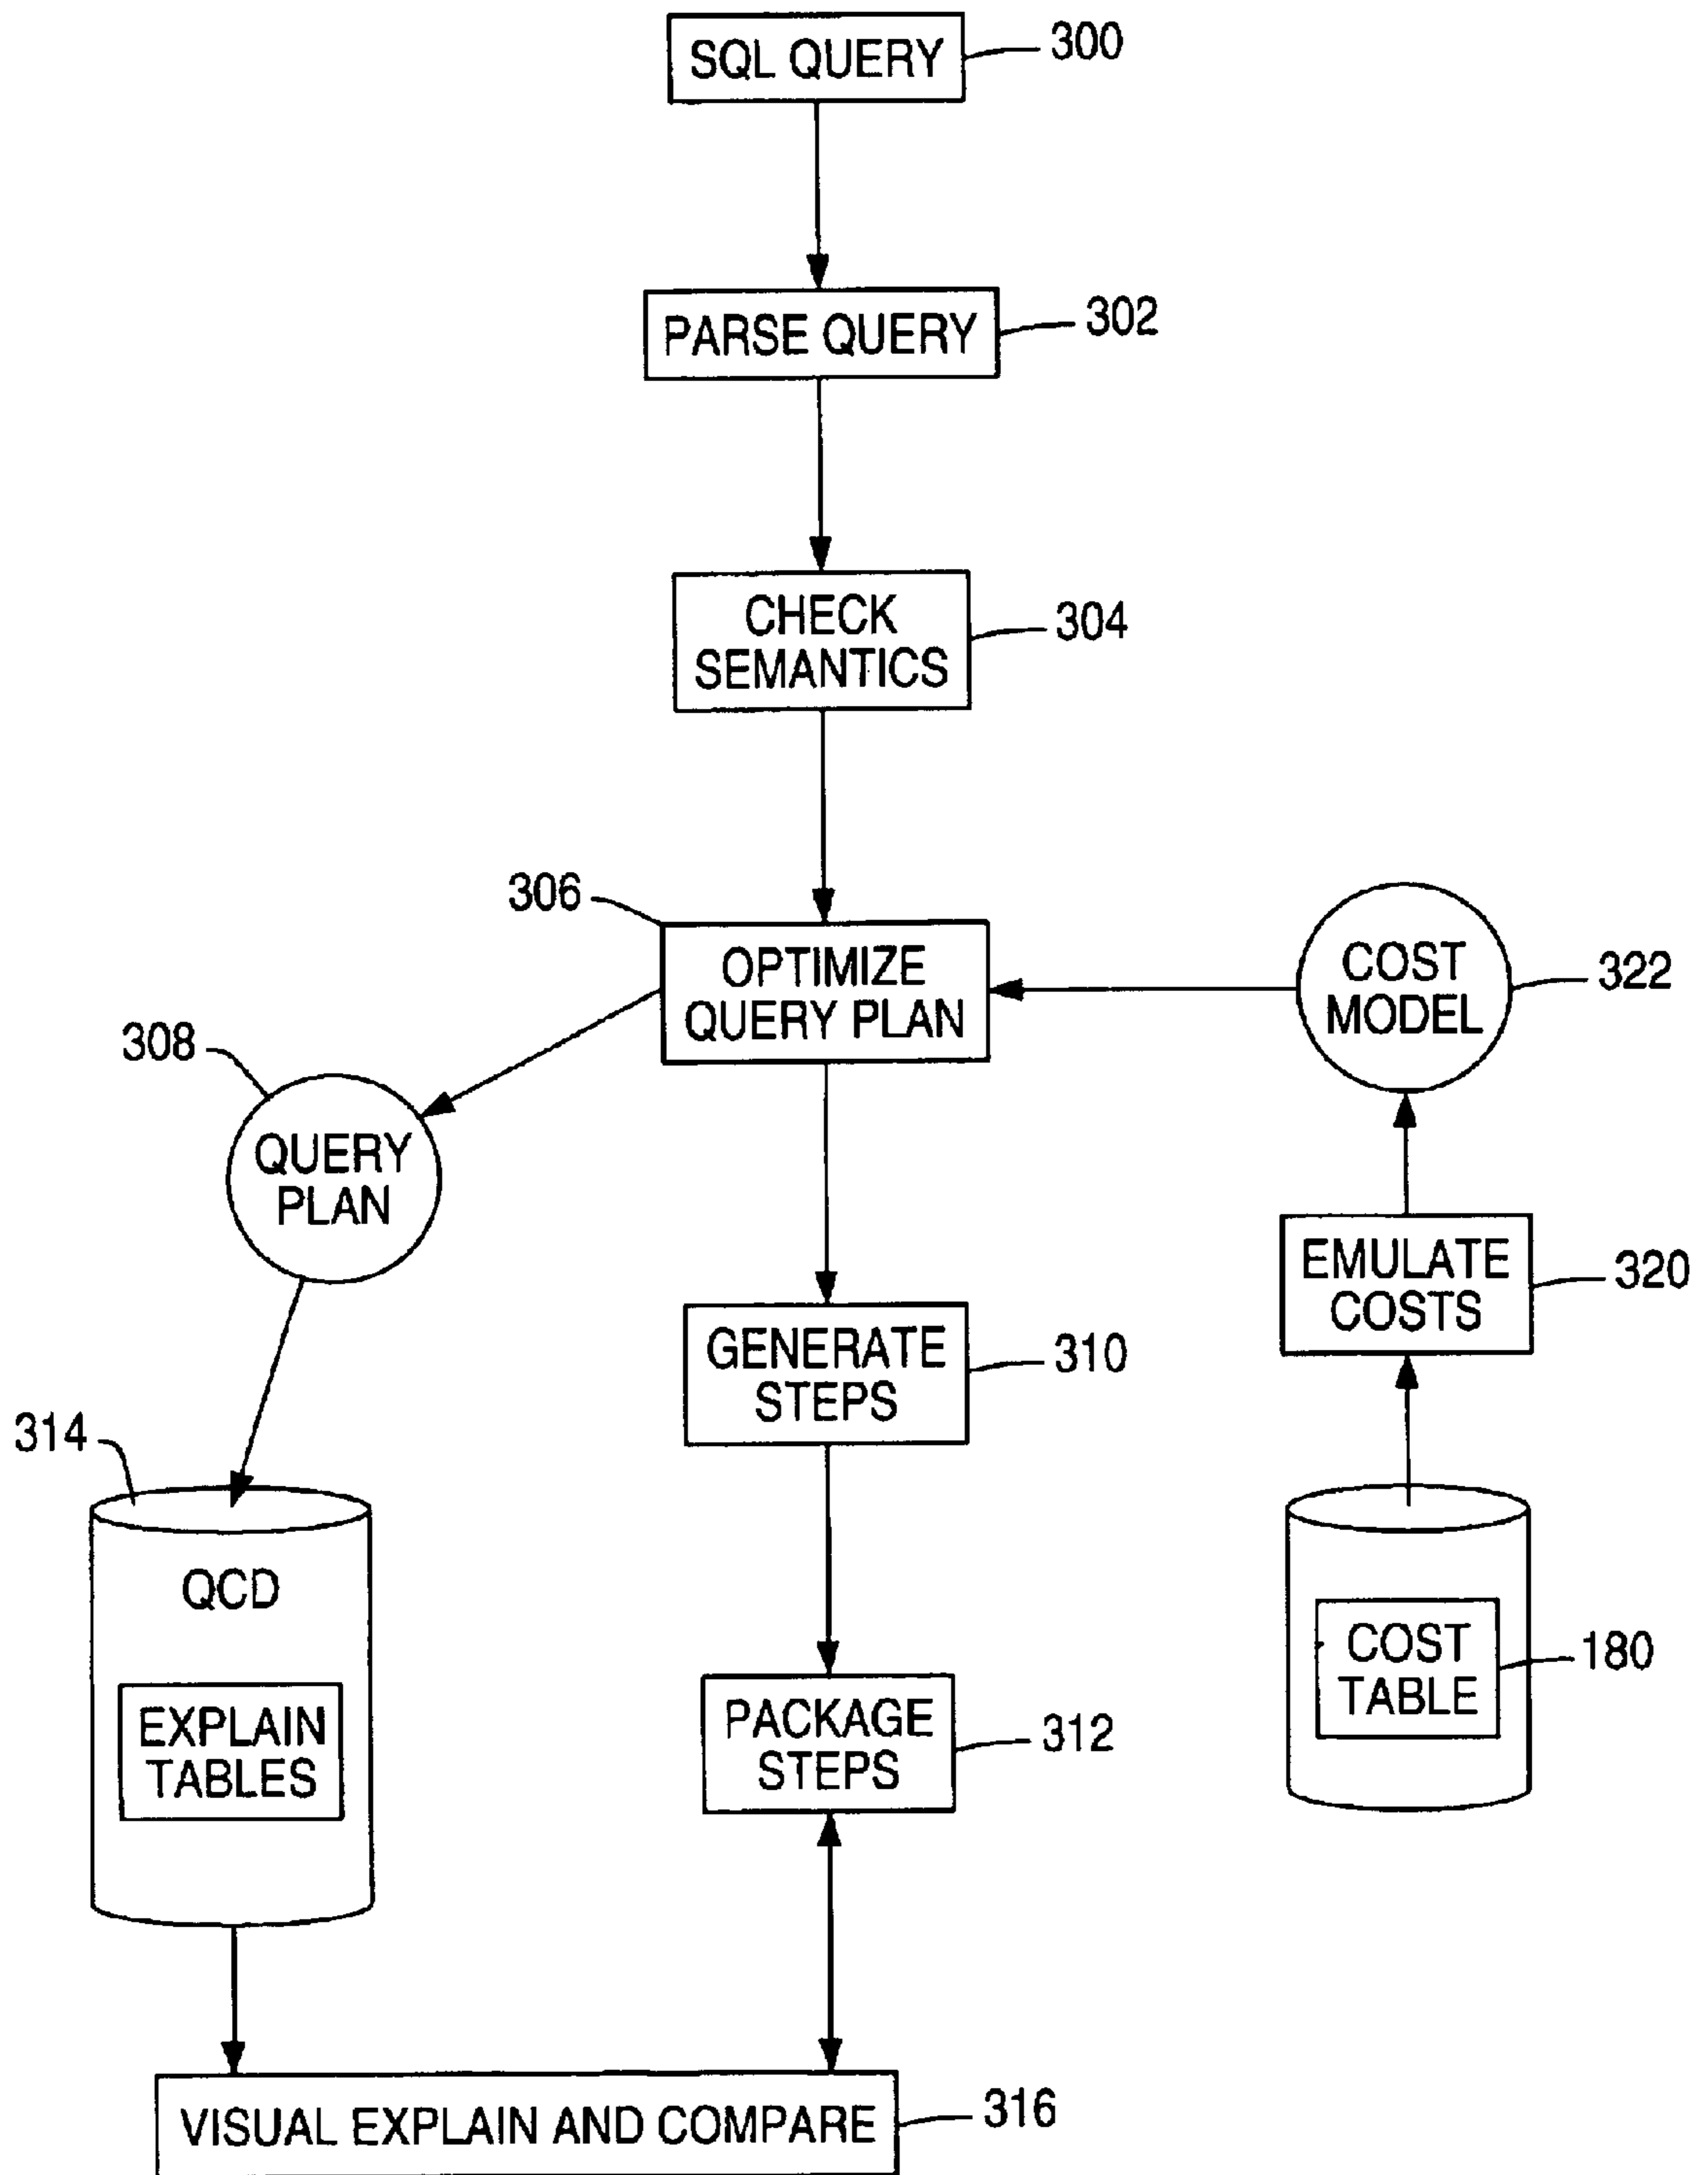 SQL QUERY
300
PARSE QUERY
302
CHECK
SEMANTICS
304
306
OPTIMIZE
QUERY PLAN
COST
MODEL
322
308
QUERY
PLAN
EMULATE
COSTS
320
GENERATE
STEPS
310
314
QCD
EXPLAIN
TABLES
PACKAGE
STEPS
312
COST
TABLE
180
VISUAL EXPLAIN AND COMPARE
316